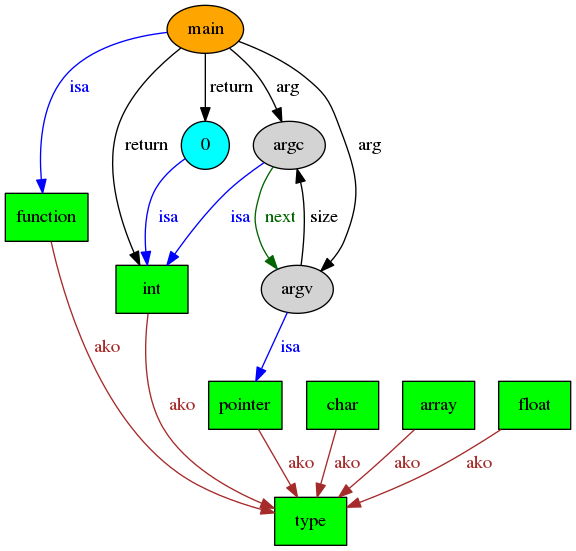 main
isa
return
arg
return
0
argc
arg
function
isa
isa
next
size
int
argv
ako
isa
ako
pointer
char
array
float
ako
ako
ako
ako
type